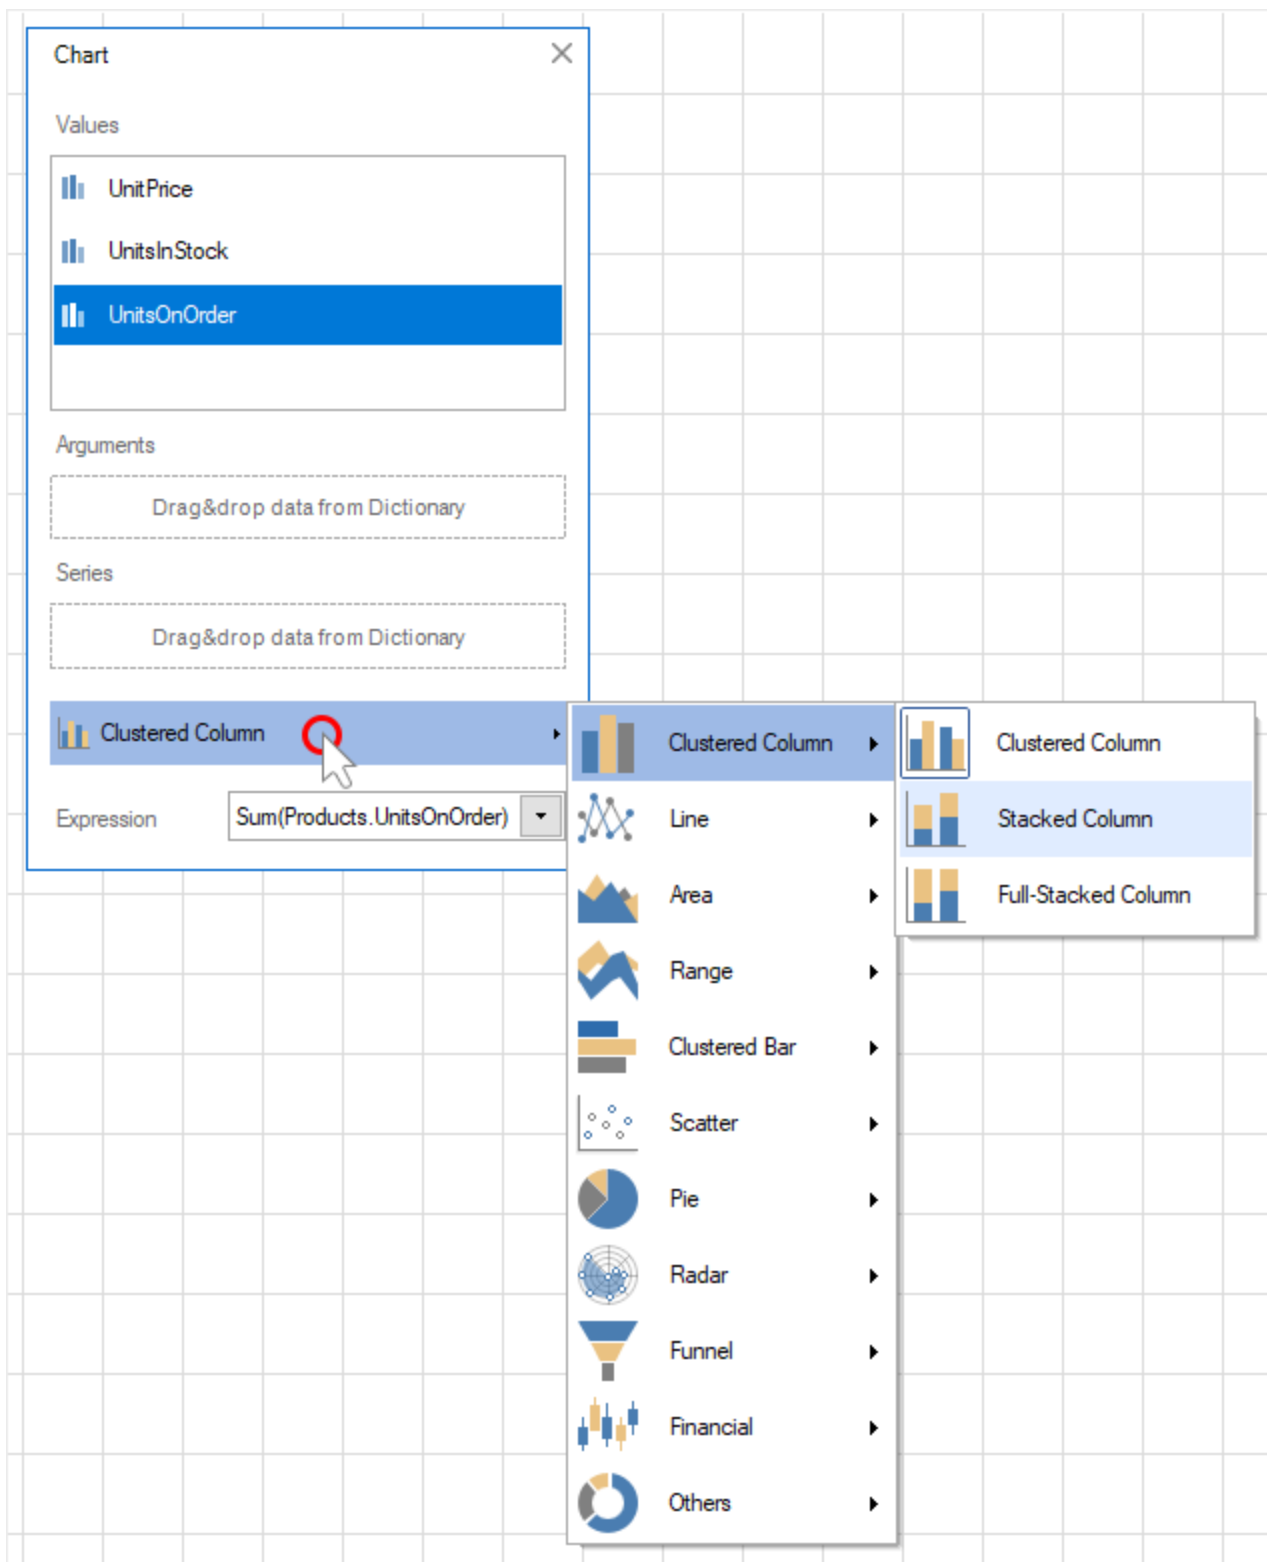 Chart
Values
UnitPrice
UnitsInStock
UnitsOnOrder
Arguments
Drag&drop data from Dictionary
Series
Drag&drop data from Dictionary
Clustered Column
Expression
Sum(Products.UnitsOnOrder)
Clustered Column
Line
Area
Range
Clustered Bar
Scatter
Pie
Radar
Funnel
Financial
Others
Clustered Column
Stacked Column
Full-Stacked Column